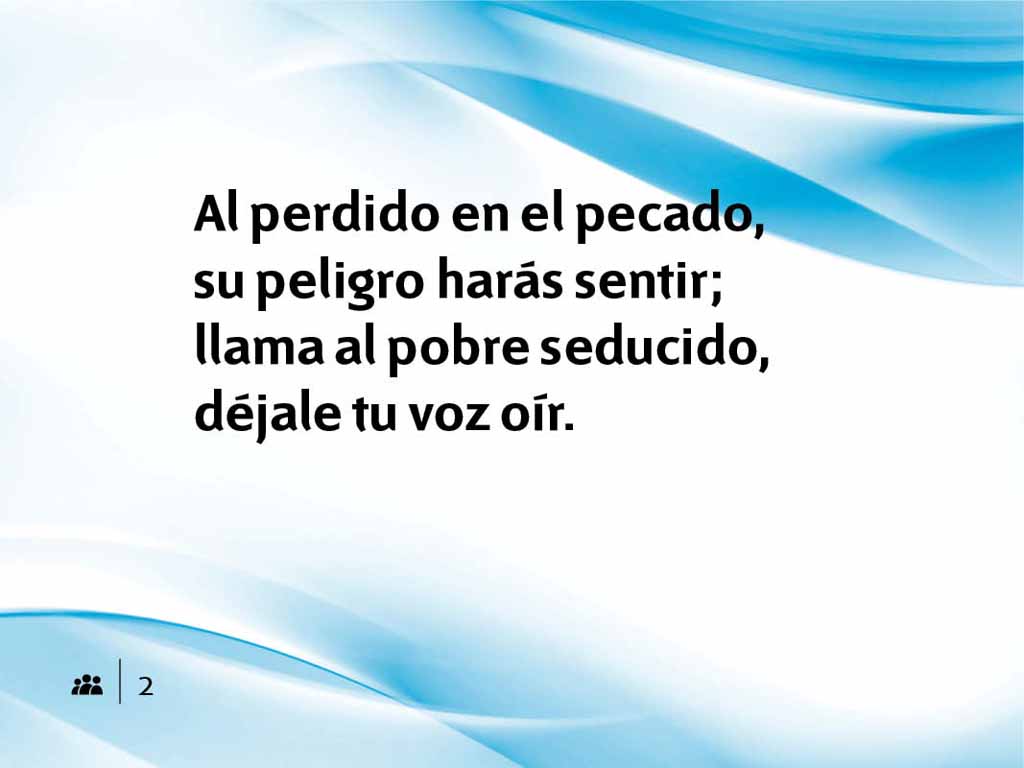 Al perdido en el pecado,
su peligro harás sentir;
llama al pobre seducido,
déjale tu voz oír.
2